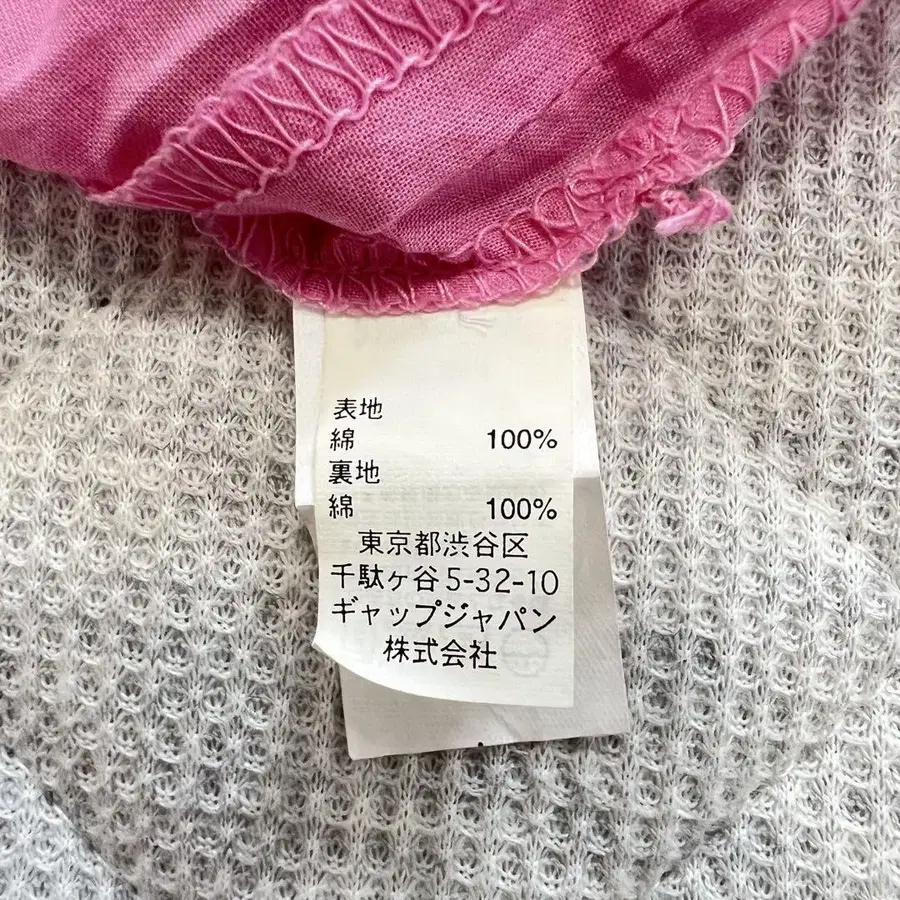 表地
綿 100%
裏地
綿 100%
東京都渋谷区
千駄ヶ谷5-32-10
ギャップジャパン
株式会社